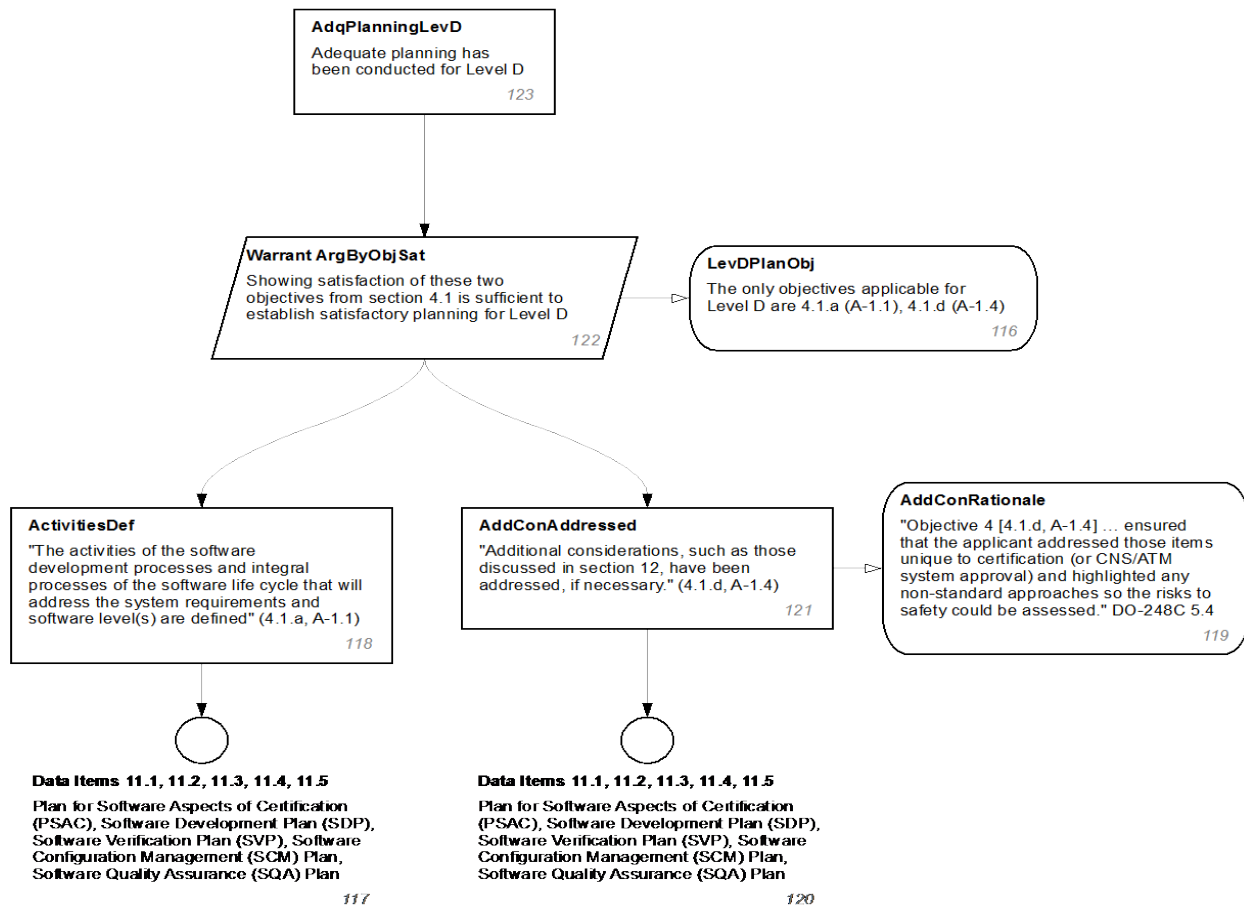 AdqPlanningLevD
Adequate planning has
been conducted for Level D
123
Warrant ArgByObjSat
Showing satisfaction of these two
objectives from section 4.1 is sufficient to
establish satisfactory planning for Level D
122
LevDPlanObj
The only objectives applicable for
Level D are 4.1.a (A-1.1), 4.1.d (A-1.4)
116
ActivitiesDef
"The activities of the software
development processes and integral
processes of the software life cycle that will
address the system requirements and
software level(s) are defined" (4.1.a, A-1.1)
118
AddConAddressed
"Additional considerations, such as those
discussed in section 12, have been
addressed, if necessary." (4.1.d, A-1.4)
121
AddConRationale
"Objective 4 [4.1.d, A-1.4] ... ensured
that the applicant addressed those items
unique to certification (or CNS/ATM
system approval) and highlighted any
non-standard approaches so the risks to
safety could be assessed." DO-248C 5.4
119
Data Items 11.1, 11.2, 11.3, 11.4, 11.5
Plan for Software Aspects of Certification
(PSAC), Software Development Plan (SDP),
Software Verification Plan (SVP), Software
Configuration Management (SCM) Plan,
Software Quality Assurance (SQA) Plan
117
Data Items 11.1, 11.2, 11.3, 11.4, 11.5
Plan for Software Aspects of Certification
(PSAC), Software Development Plan (SDP),
Software Verification Plan (SVP), Software
Configuration Management (SCM) Plan,
Software Quality Assurance (SQA) Plan
120